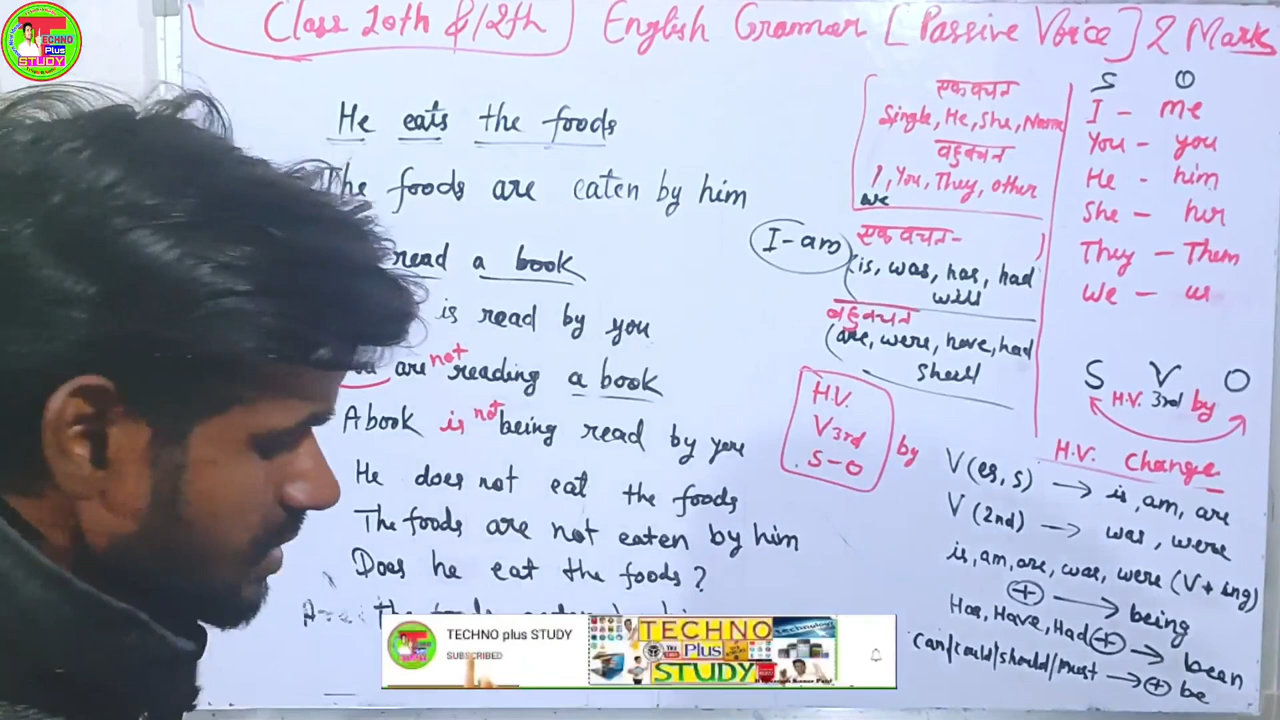 Class 10th & 12th English Grammar [Passive Voice] 2 Mark
TECHNO
Plus
STUDY
He eats the foods
The foods are eaten by him
read a book
is read by you
are not reading a book
A book is not being read by you
He does not eat the foods
The foods are not eaten by him
Does he eat the foods?
एकवचन
Single, He, She, Name
बहुवचन
I, You, They, other
we
I-am
एकवचन-
(is, was, has, had
will
बहुवचन
(are, were, have, had
shall
H.V.
V3rd
S-O
by
S O
I - me
You - you
He - him
She - her
They - Them
We - us
S V O
H.V. 3rd by
H.V. Change
V(es, s) → is, am, are
V(2nd) → was, were
is, am, are, was, were (V+ing)
+ → being
Has, Have, Had + → been
can/could/should/must → + be
TECHNO plus STUDY
SUBSCRIBED
TECHNO
Plus
STUDY
Technology